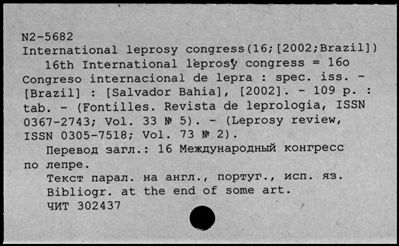 N2-5682
International leprosy congress(16;[2002;Brazil])
16th International leprosy congress = 16o
Congreso internacional de lepra : spec. iss. -
[Brazil] : [Salvador Bahia], [2002]. - 109 p. :
tab. - (Fontilles. Revista de leprologia, ISSN
0367-2743; Vol. 33 № 5). - (Leprosy review,
ISSN 0305-7518; Vol. 73 № 2).
Перевод загл.: 16 Международный конгресс
по лепре.
Текст парал. на англ., португ., исп. яз.
Bibliogr. at the end of some art.
ЧИТ 302437